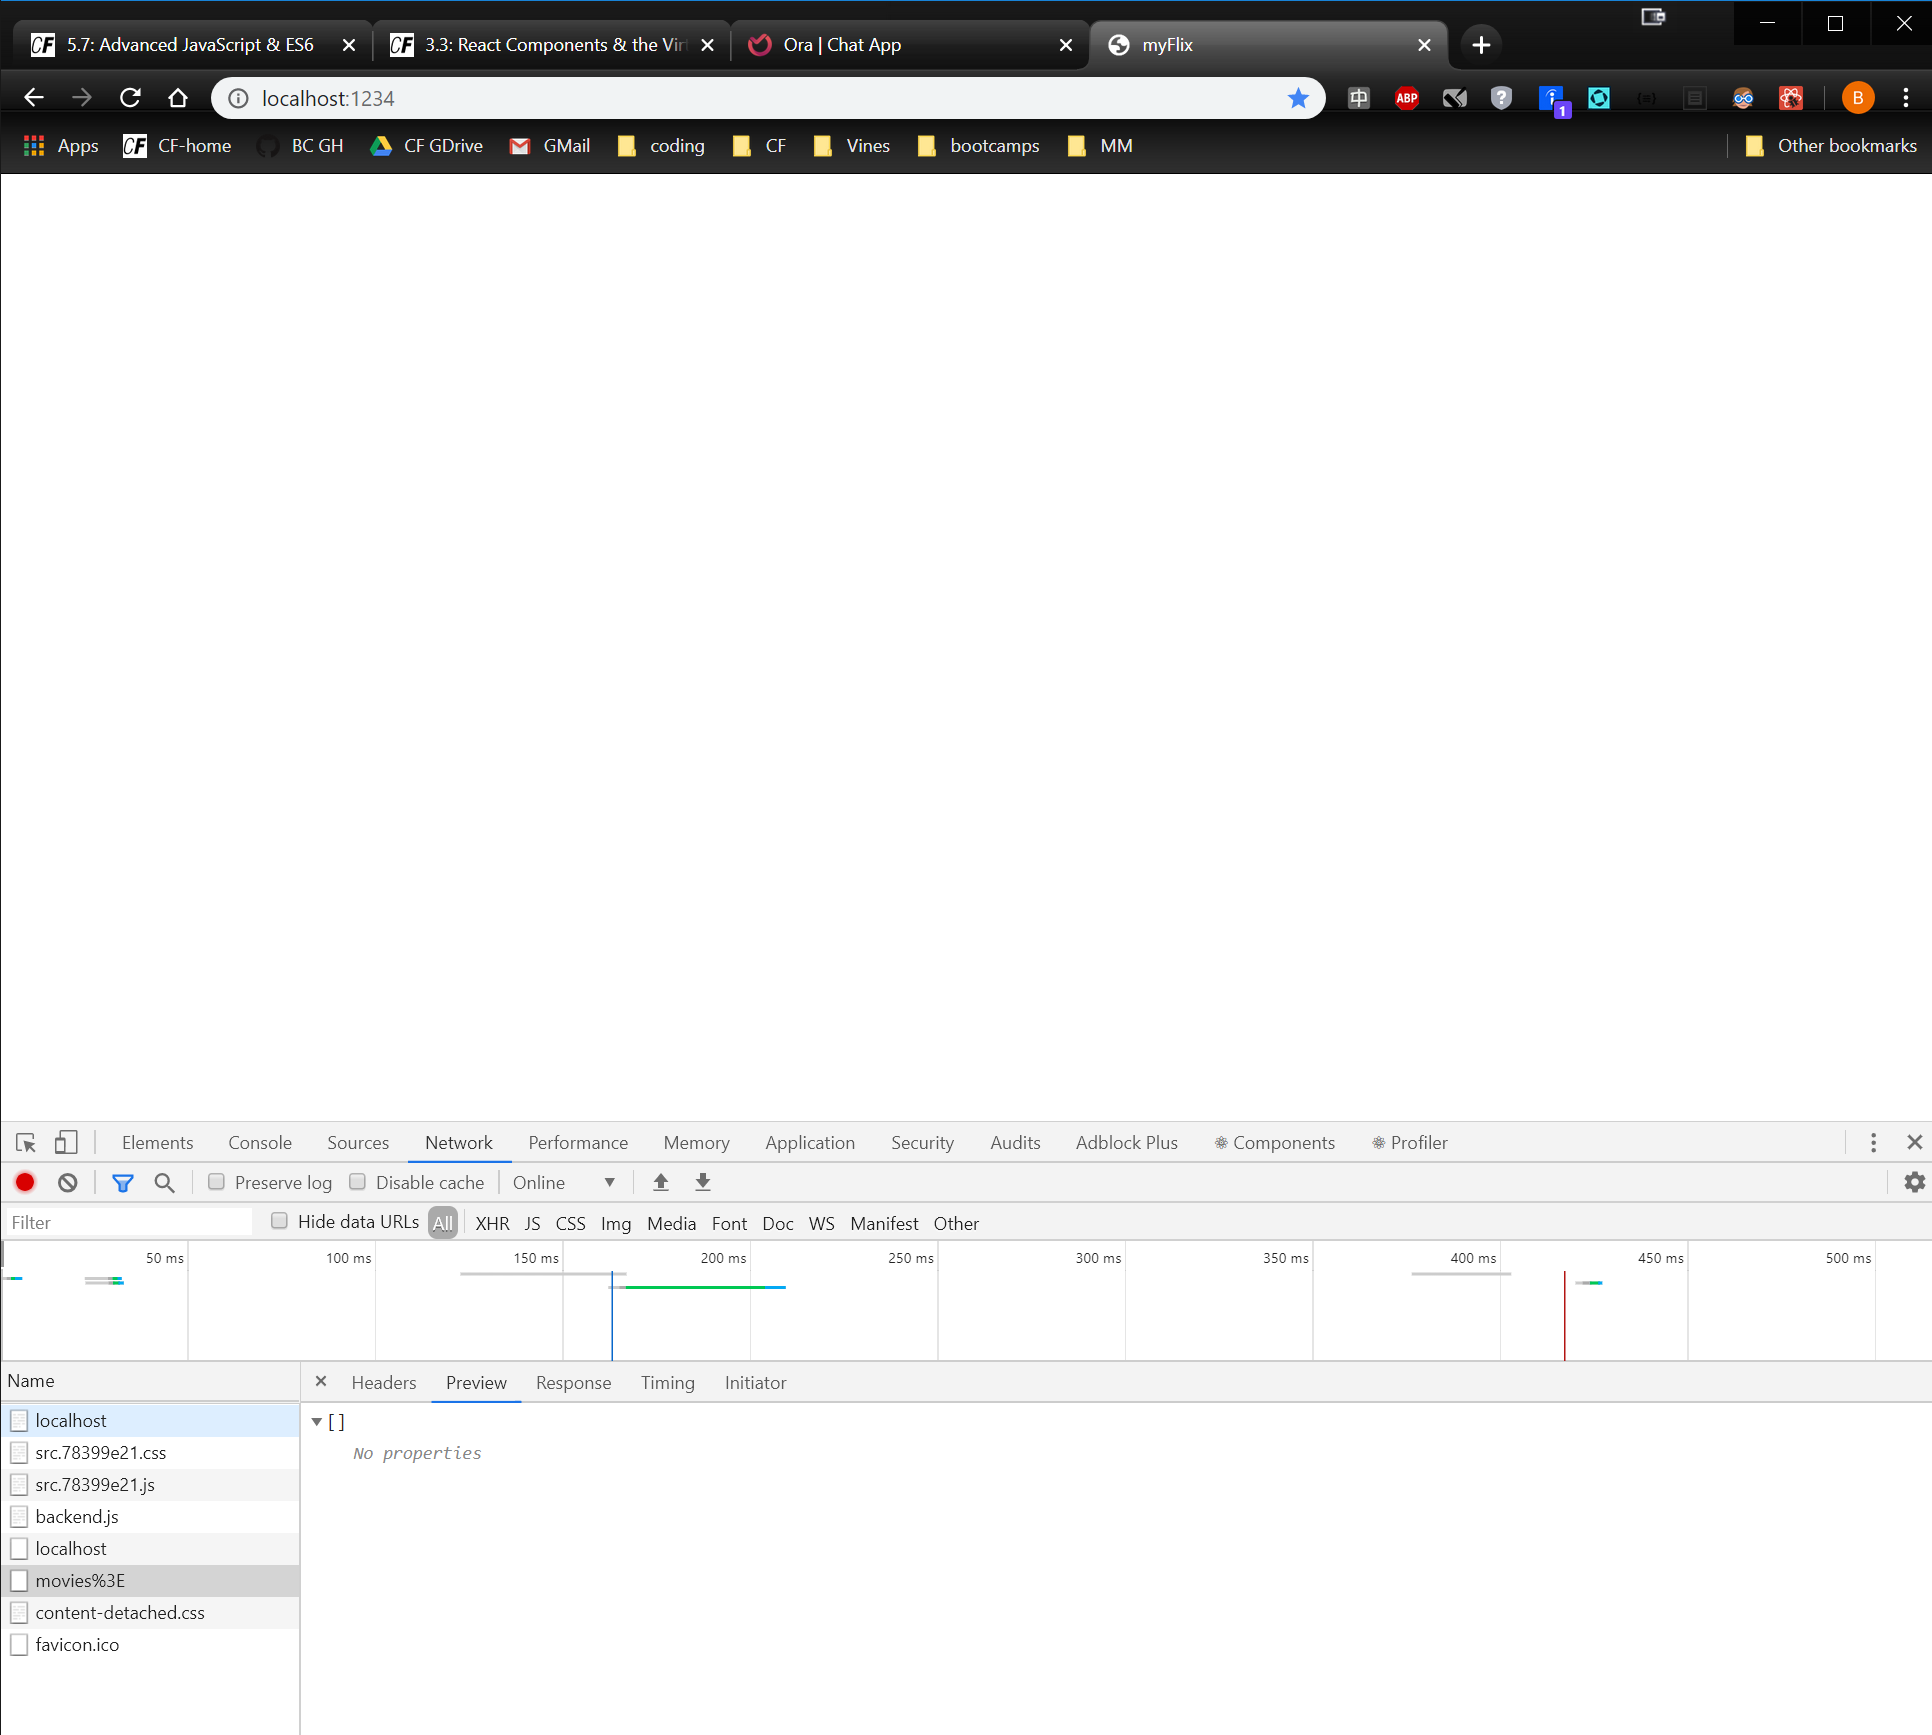 CF 5.7: Advanced JavaScript & ES6 CF 3.3: React Components & the Vir Ora | Chat App myFlix
localhost:1234 ABP 1 B
Apps CF CF-home BC GH CF GDrive GMail coding CF Vines bootcamps MM Other bookmarks
Elements Console Sources Network Performance Memory Application Security Audits Adblock Plus Components Profiler
Preserve log Disable cache Online
Filter Hide data URLs All XHR JS CSS Img Media Font Doc WS Manifest Other
50 ms 100 ms 150 ms 200 ms 250 ms 300 ms 350 ms 400 ms 450 ms 500 ms
Name Headers Preview Response Timing Initiator
localhost []
src.78399e21.css No properties
src.78399e21.js
backend.js
localhost
movies%3E
content-detached.css
favicon.ico